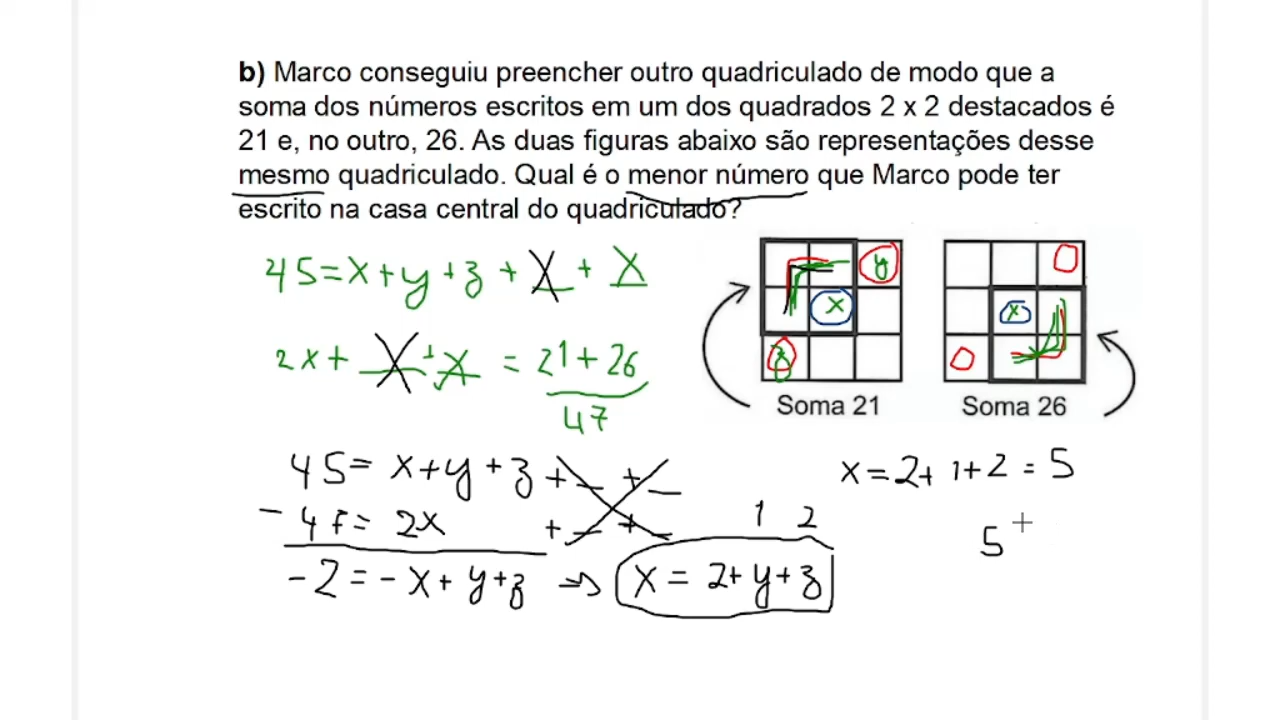 b) Marco conseguiu preencher outro quadriculado de modo que a
soma dos números escritos em um dos quadrados 2 x 2 destacados é
21 e, no outro, 26. As duas figuras abaixo são representações desse
mesmo quadriculado. Qual é o menor número que Marco pode ter
escrito na casa central do quadriculado?
45 = x + y + z + +
2x + + = 21 + 26
47
y
x
z
Soma 21
x
Soma 26
45 = x + y + z + _ + _
- 47 = 2x + _ + _
-2 = -x + y + z => x = 2 + y + z
1 2
x = 2 + 1 + 2 = 5
5